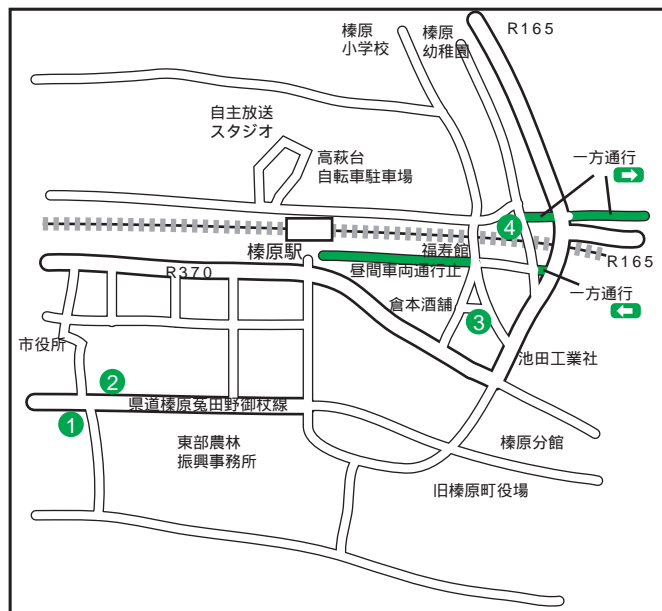 榛原
小学校
榛原
幼稚園
R165
自主放送
スタジオ
高萩台
自転車駐車場
一方通行
4
榛原駅
福寿館
昼間車両通行止
R165
R370
一方通行
倉本酒舗
3
市役所
池田工業社
2
県道榛原菟田野御杖線
1
東部農林
振興事務所
榛原分館
旧榛原町役場